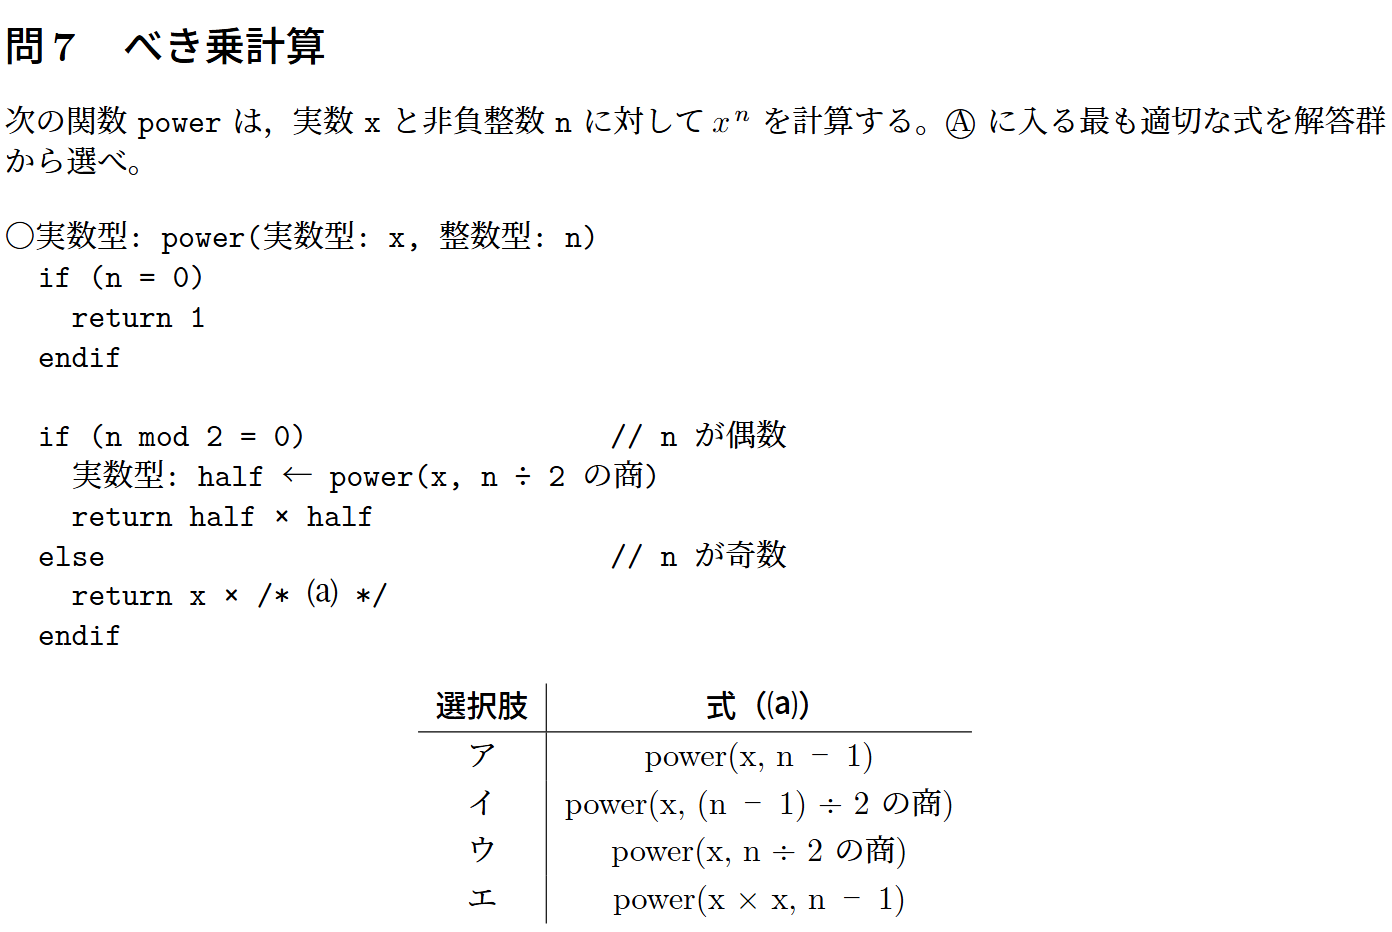 問 7 べき乗計算
次の関数 power は，実数 x と非負整数 n に対して x^n を計算する。Ⓐ に入る最も適切な式を解答群
から選べ。
○実数型: power(実数型: x, 整数型: n)
  if (n = 0)
    return 1
  endif
  if (n mod 2 = 0)                   // n が偶数
    実数型: half ← power(x, n ÷ 2 の商)
    return half × half
  else                               // n が奇数
    return x × /* (a) */
  endif
選択肢 式（(a)）
ア power(x, n − 1)
イ power(x, (n − 1) ÷ 2 の商)
ウ power(x, n ÷ 2 の商)
エ power(x × x, n − 1)